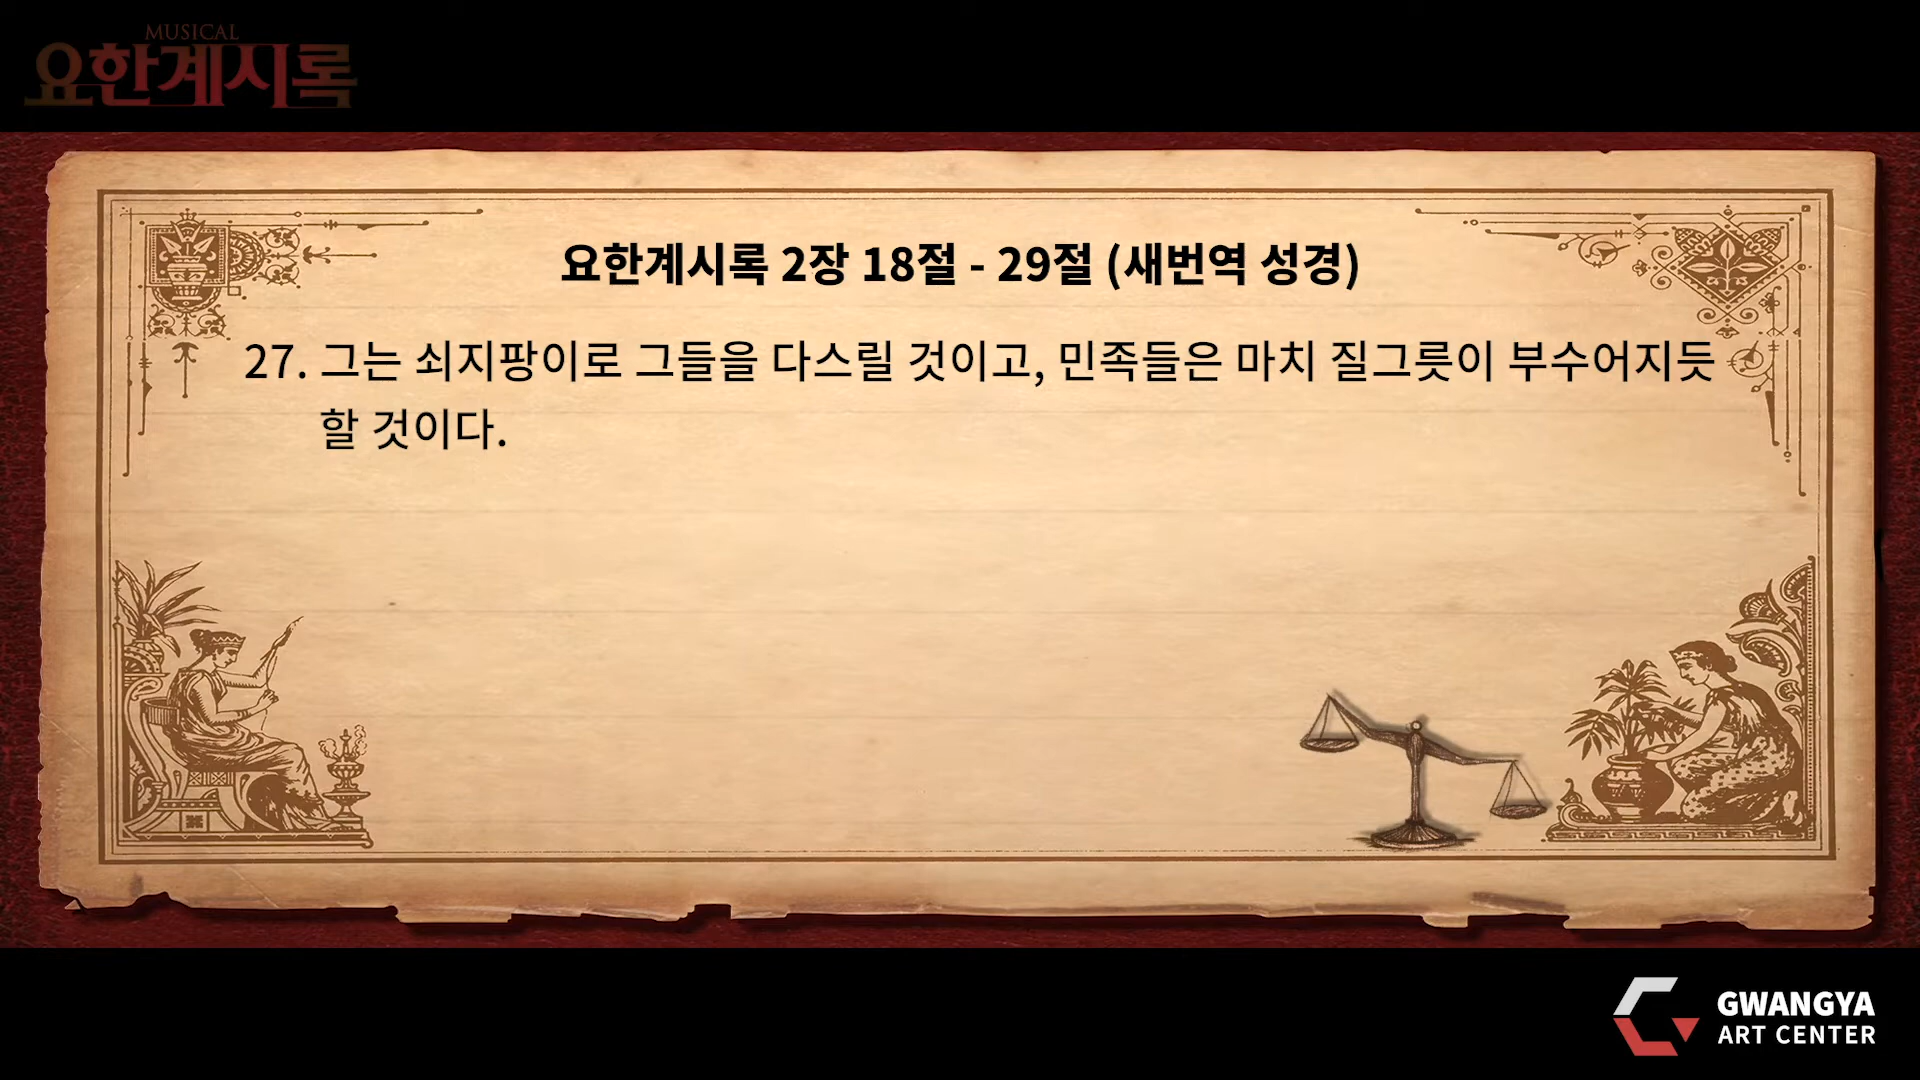 MUSICAL
요한계시록
요한계시록 2장 18절 - 29절 (새번역 성경)
27. 그는 쇠지팡이로 그들을 다스릴 것이고, 민족들은 마치 질그릇이 부수어지듯
할 것이다.
GWANGYA
ART CENTER